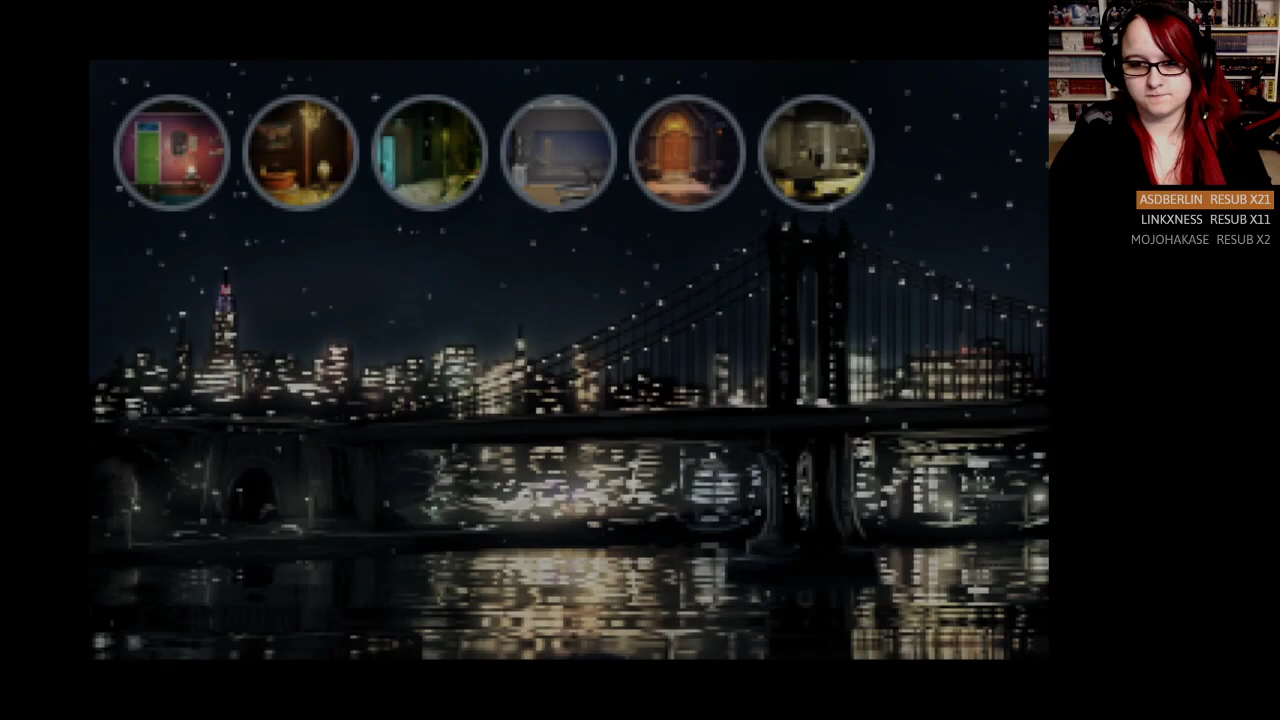 ASDBERLIN RESUB X21
LINKXNESS RESUB X11
MOJOHAKASE RESUB X2